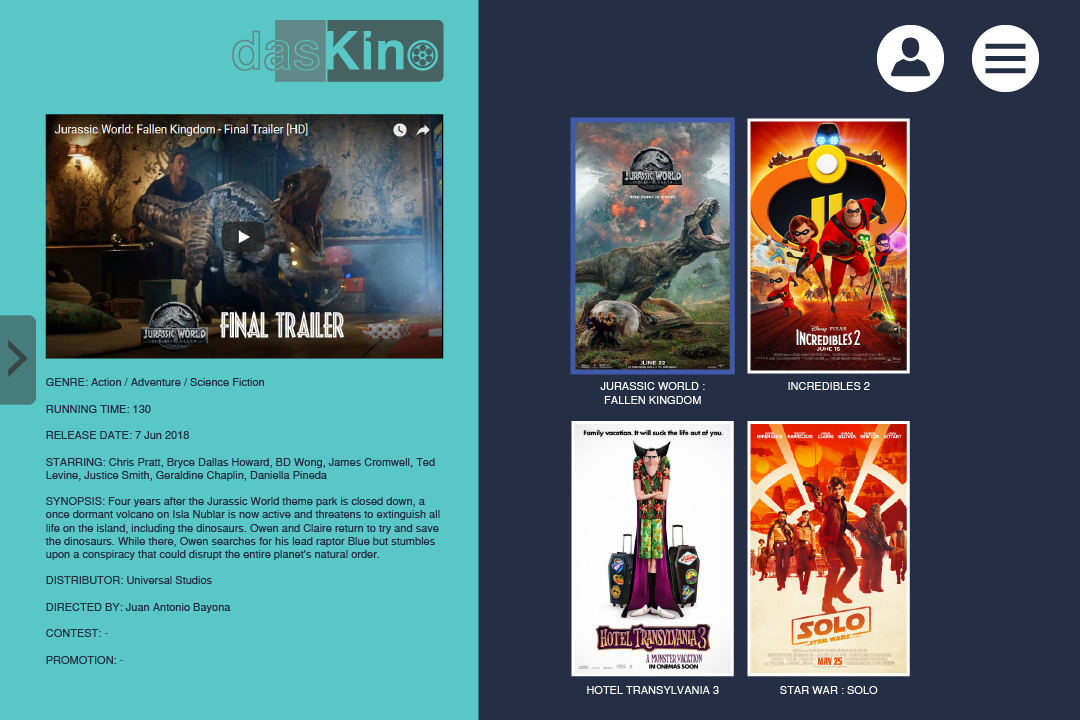 dasKino
Jurassic World: Fallen Kingdom - Final Trailer [HD]
JURASSIC WORLD
FINAL TRAILER
GENRE: Action / Adventure / Science Fiction
RUNNING TIME: 130
RELEASE DATE: 7 Jun 2018
STARRING: Chris Pratt, Bryce Dallas Howard, BD Wong, James Cromwell, Ted
Levine, Justice Smith, Geraldine Chaplin, Daniella Pineda
SYNOPSIS: Four years after the Jurassic World theme park is closed down, a
once dormant volcano on Isla Nublar is now active and threatens to extinguish all
life on the island, including the dinosaurs. Owen and Claire return to try and save
the dinosaurs. While there, Owen searches for his lead raptor Blue but stumbles
upon a conspiracy that could disrupt the entire planet's natural order.
DISTRIBUTOR: Universal Studios
DIRECTED BY: Juan Antonio Bayona
CONTEST: -
PROMOTION: -
JURASSIC WORLD
THE PARK IS GONE
JUNE 22
JURASSIC WORLD :
FALLEN KINGDOM
Disney PIXAR
INCREDIBLES 2
JUNE 15
INCREDIBLES 2
Family vacation. It will suck the life out of you.
HOTEL TRANSYLVANIA 3
A MONSTER VACATION
IN CINEMAS SOON
HOTEL TRANSYLVANIA 3
SOLO
A STAR WARS STORY
MAY 25
STAR WAR : SOLO